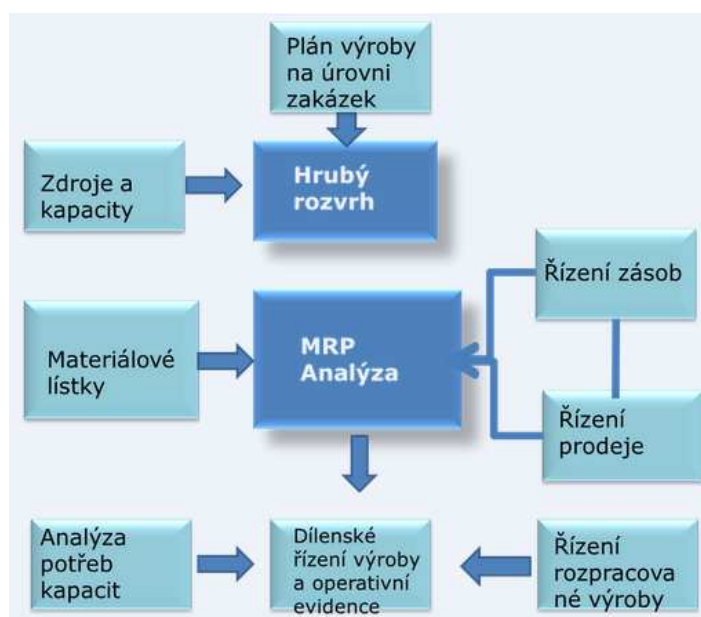 Plán výroby
na úrovni
zakázek
Zdroje a
kapacity
Hrubý
rozvrh
Řízení zásob
Materiálové
lístky
MRP
Analýza
Řízení
prodeje
Analýza
potřeb
kapacit
Dílenské
řízení výroby
a operativní
evidence
Řízení
rozpracova
né výroby